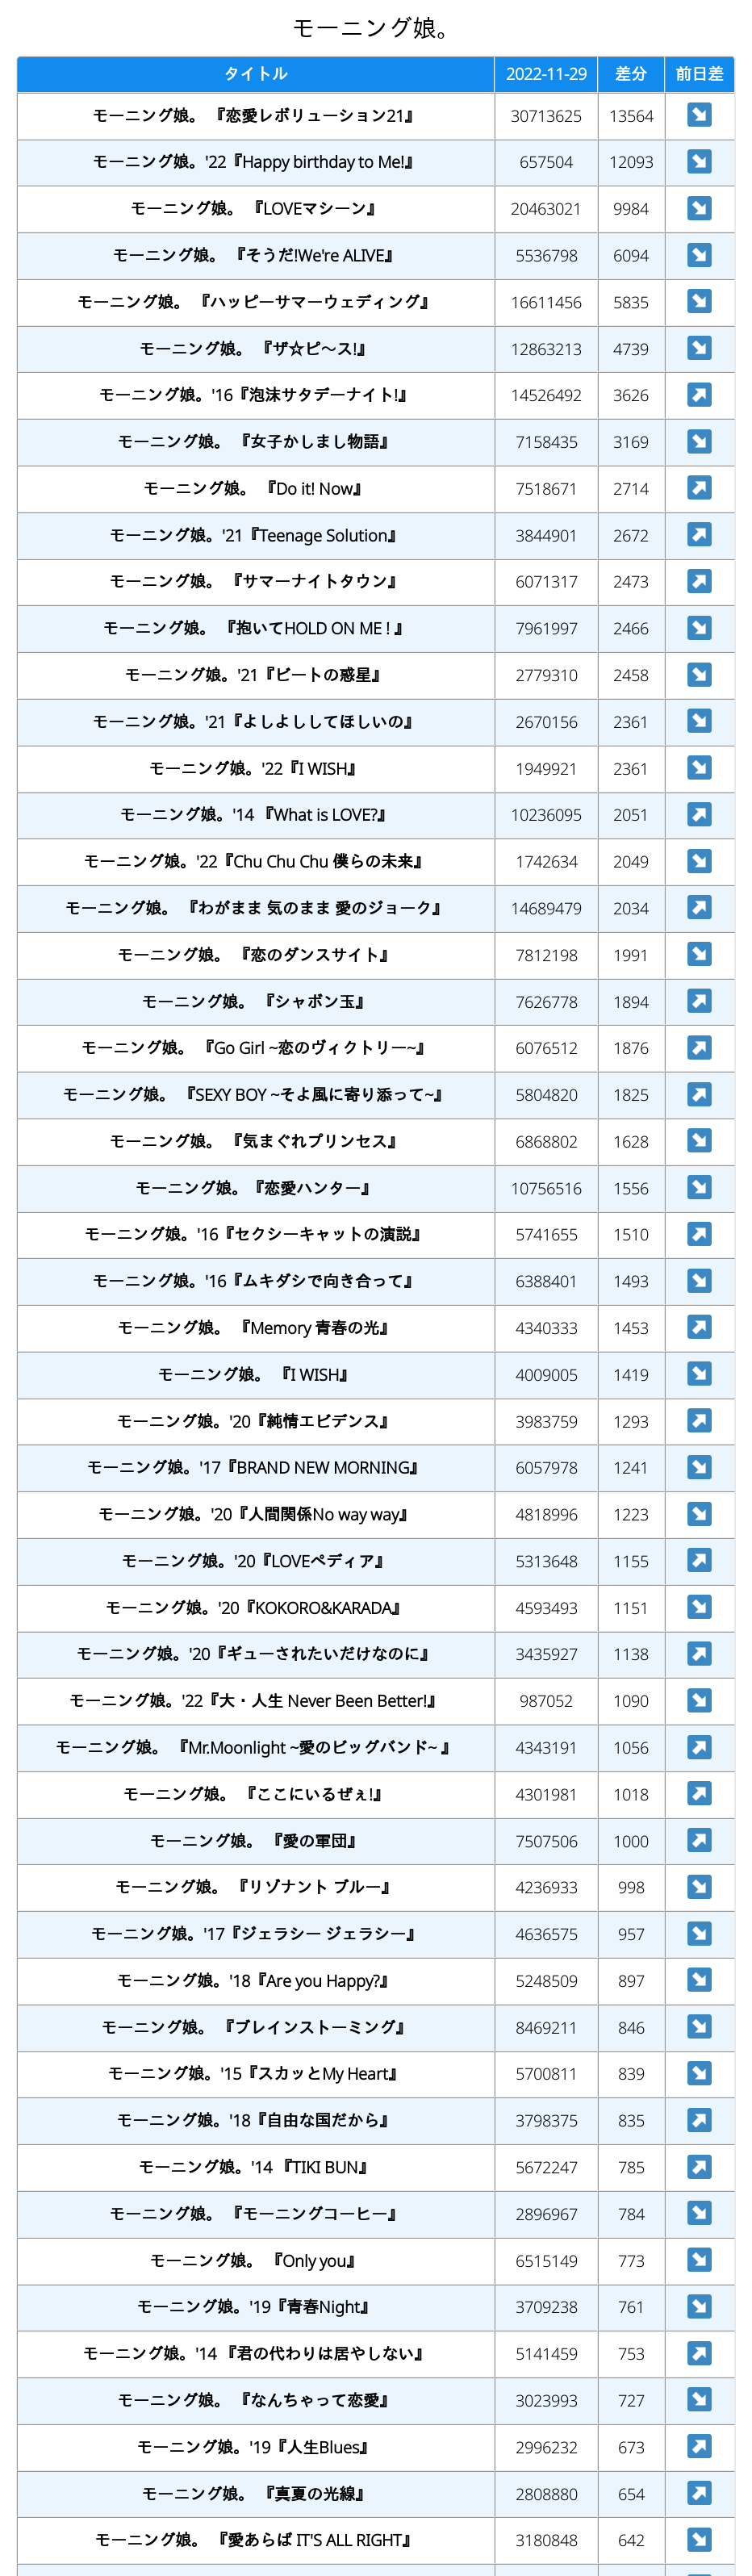 モーニング娘。
タイトル 2022-11-29 差分 前日差
モーニング娘。 『恋愛レボリューション21』 30713625 13564 ↘
モーニング娘。'22『Happy birthday to Me!』 657504 12093 ↘
モーニング娘。 『LOVEマシーン』 20463021 9984 ↘
モーニング娘。 『そうだ!We're ALIVE』 5536798 6094 ↘
モーニング娘。 『ハッピーサマーウェディング』 16611456 5835 ↘
モーニング娘。 『ザ☆ピ〜ス!』 12863213 4739 ↘
モーニング娘。'16『泡沫サタデーナイト!』 14526492 3626 ↗
モーニング娘。 『女子かしまし物語』 7158435 3169 ↘
モーニング娘。 『Do it! Now』 7518671 2714 ↗
モーニング娘。'21『Teenage Solution』 3844901 2672 ↗
モーニング娘。 『サマーナイトタウン』 6071317 2473 ↗
モーニング娘。 『抱いてHOLD ON ME ! 』 7961997 2466 ↘
モーニング娘。'21『ビートの惑星』 2779310 2458 ↘
モーニング娘。'21『よしよししてほしいの』 2670156 2361 ↘
モーニング娘。'22『I WISH』 1949921 2361 ↘
モーニング娘。'14 『What is LOVE?』 10236095 2051 ↗
モーニング娘。'22『Chu Chu Chu 僕らの未来』 1742634 2049 ↘
モーニング娘。 『わがまま 気のまま 愛のジョーク』 14689479 2034 ↗
モーニング娘。 『恋のダンスサイト』 7812198 1991 ↘
モーニング娘。 『シャボン玉』 7626778 1894 ↗
モーニング娘。 『Go Girl ~恋のヴィクトリー~』 6076512 1876 ↗
モーニング娘。 『SEXY BOY ~そよ風に寄り添って~』 5804820 1825 ↗
モーニング娘。 『気まぐれプリンセス』 6868802 1628 ↘
モーニング娘。『恋愛ハンター』 10756516 1556 ↘
モーニング娘。'16『セクシーキャットの演説』 5741655 1510 ↗
モーニング娘。'16『ムキダシで向き合って』 6388401 1493 ↘
モーニング娘。 『Memory 青春の光』 4340333 1453 ↗
モーニング娘。 『I WISH』 4009005 1419 ↘
モーニング娘。'20『純情エビデンス』 3983759 1293 ↗
モーニング娘。'17『BRAND NEW MORNING』 6057978 1241 ↘
モーニング娘。'20『人間関係No way way』 4818996 1223 ↘
モーニング娘。'20『LOVEペディア』 5313648 1155 ↗
モーニング娘。'20『KOKORO&KARADA』 4593493 1151 ↘
モーニング娘。'20『ギューされたいだけなのに』 3435927 1138 ↗
モーニング娘。'22『大・人生 Never Been Better!』 987052 1090 ↘
モーニング娘。 『Mr.Moonlight ~愛のビッグバンド~ 』 4343191 1056 ↗
モーニング娘。 『ここにいるぜぇ!』 4301981 1018 ↗
モーニング娘。 『愛の軍団』 7507506 1000 ↗
モーニング娘。 『リゾナント ブルー』 4236933 998 ↘
モーニング娘。'17『ジェラシー ジェラシー』 4636575 957 ↘
モーニング娘。'18『Are you Happy?』 5248509 897 ↘
モーニング娘。 『ブレインストーミング』 8469211 846 ↘
モーニング娘。'15『スカッとMy Heart』 5700811 839 ↘
モーニング娘。'18『自由な国だから』 3798375 835 ↗
モーニング娘。'14 『TIKI BUN』 5672247 785 ↗
モーニング娘。 『モーニングコーヒー』 2896967 784 ↘
モーニング娘。 『Only you』 6515149 773 ↘
モーニング娘。'19『青春Night』 3709238 761 ↘
モーニング娘。'14 『君の代わりは居やしない』 5141459 753 ↗
モーニング娘。 『なんちゃって恋愛』 3023993 727 ↘
モーニング娘。'19『人生Blues』 2996232 673 ↗
モーニング娘。 『真夏の光線』 2808880 654 ↗
モーニング娘。 『愛あらば IT'S ALL RIGHT』 3180848 642 ↘